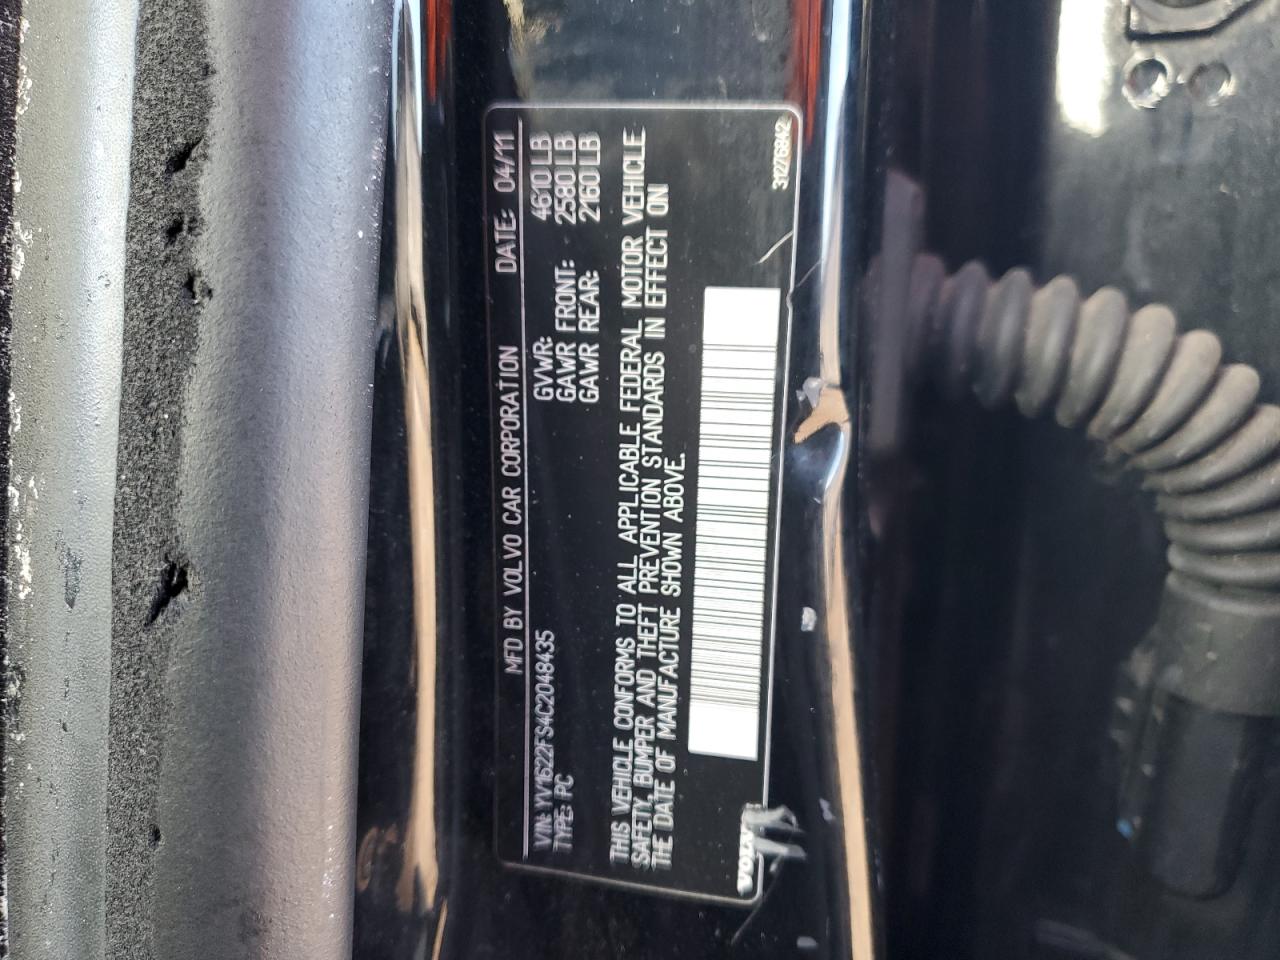 MFD BY VOLVO CAR CORPORATION DATE: 04/11
VIN: YV1622FS4C2048435 GVWR: 4610 LB
TYPE: PC GAWR FRONT: 2580 LB
GAWR REAR: 2160 LB
THIS VEHICLE CONFORMS TO ALL APPLICABLE FEDERAL MOTOR VEHICLE
SAFETY, BUMPER AND THEFT PREVENTION STANDARDS IN EFFECT ON
THE DATE OF MANUFACTURE SHOWN ABOVE.
VOLVO
31276842